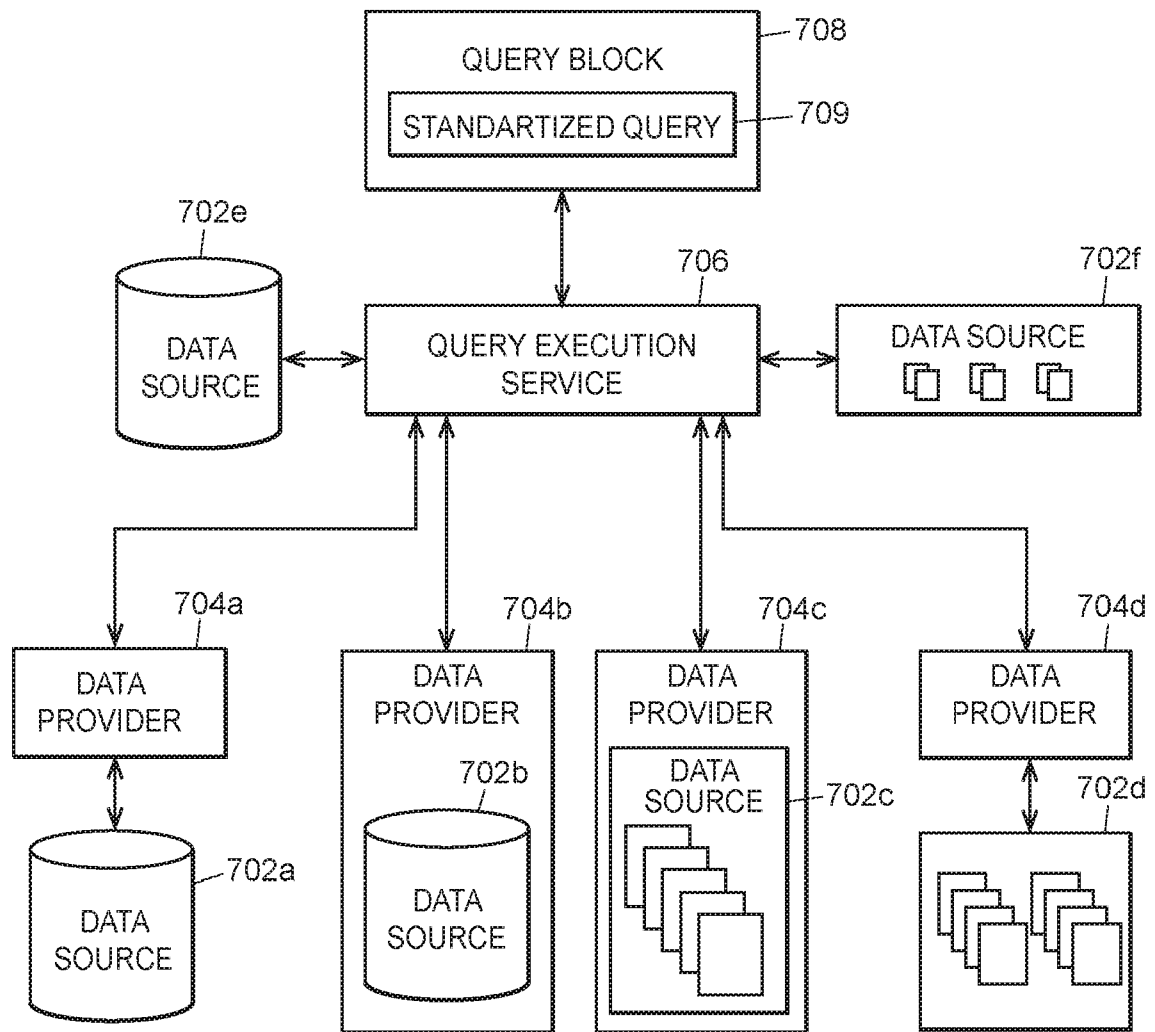 708
QUERY BLOCK
STANDARTIZED QUERY
709
702e
DATA
SOURCE
706
QUERY EXECUTION
SERVICE
702f
DATA SOURCE
704a
DATA
PROVIDER
702a
DATA
SOURCE
704b
DATA
PROVIDER
702b
DATA
SOURCE
704c
DATA
PROVIDER
DATA
SOURCE
702c
704d
DATA
PROVIDER
702d